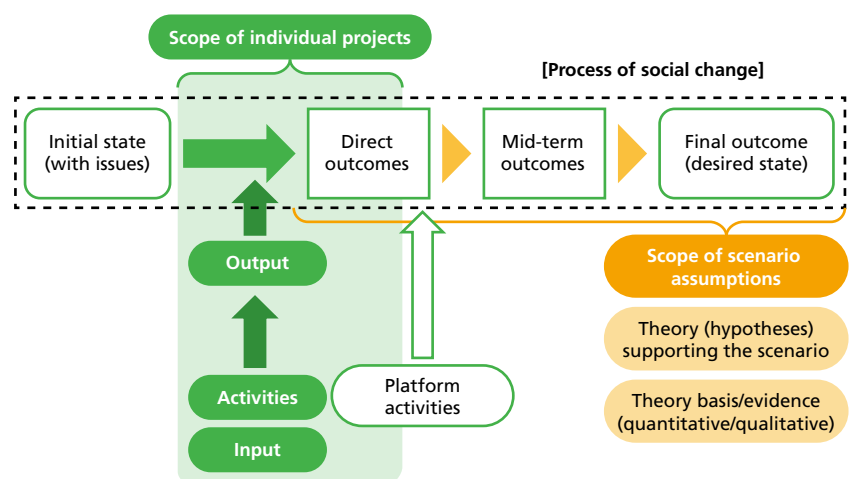 Scope of individual projects
[Process of social change]
Initial state
(with issues)
Direct
outcomes
Mid-term
outcomes
Final outcome
(desired state)
Output
Scope of scenario
assumptions
Theory (hypotheses)
supporting the scenario
Activities
Platform
activities
Theory basis/evidence
(quantitative/qualitative)
Input